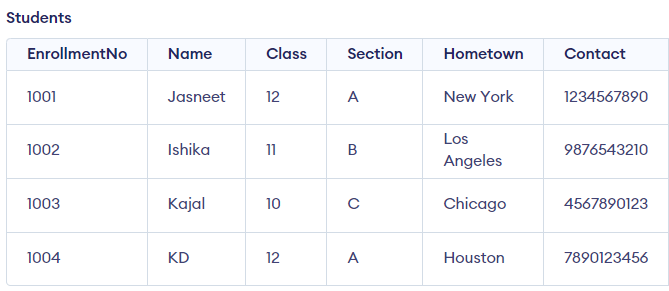 Students
EnrollmentNo Name Class Section Hometown Contact
1001 Jasneet 12 A New York 1234567890
1002 Ishika 11 B Los Angeles 9876543210
1003 Kajal 10 C Chicago 4567890123
1004 KD 12 A Houston 7890123456